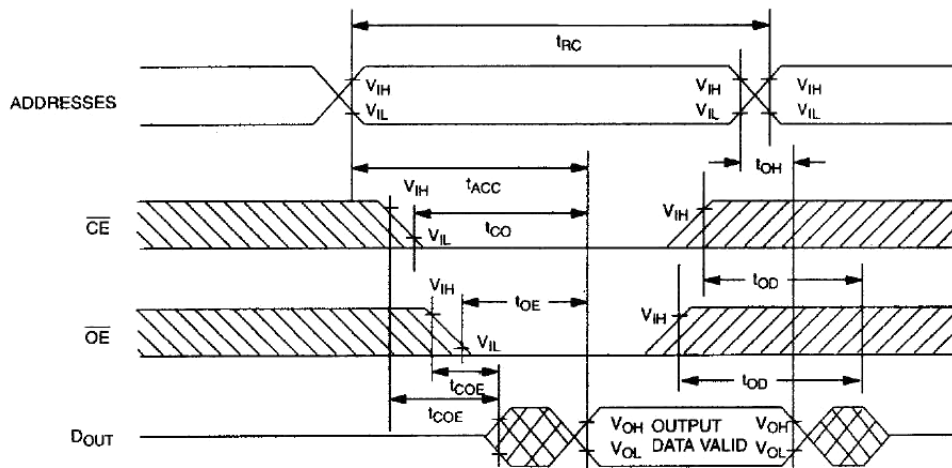 tRC
ADDRESSES
VIH
VIL
VIH
VIL
VIH
VIL
tOH
tACC
CE
VIH
VIL
tCO
VIH
tOD
OE
VIH
VIL
tOE
VIH
tOD
tCOE
tCOE
DOUT
VOH
VOL
OUTPUT
DATA VALID
VOH
VOL